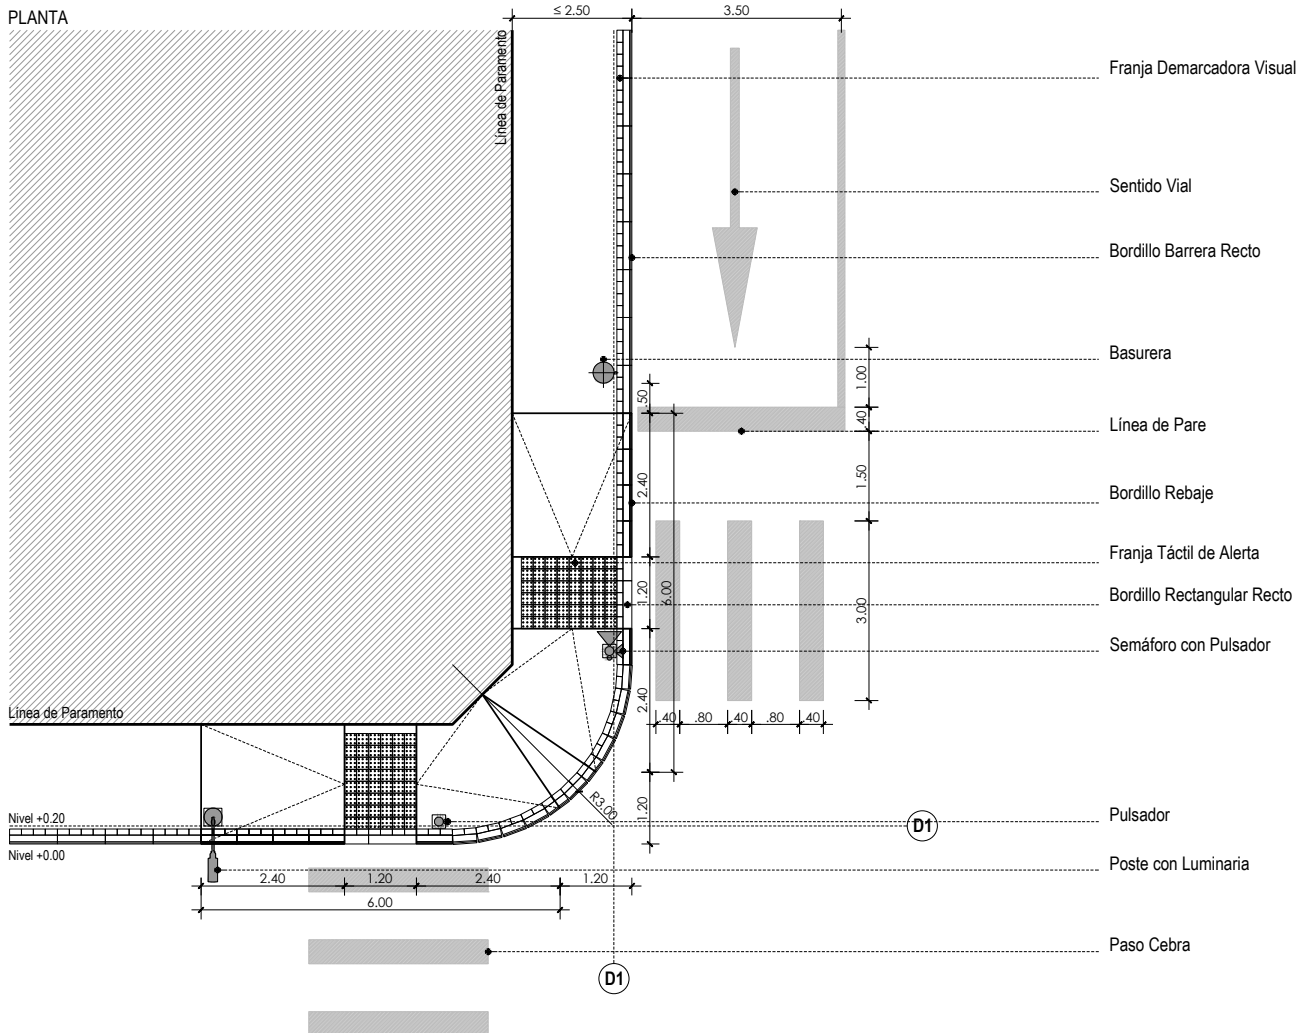 PLANTA
≤ 2.50
3.50
Línea de Paramento
Franja Demarcadora Visual
Sentido Vial
Bordillo Barrera Recto
Basurera
1.00
.50
.40
Línea de Pare
1.50
2.40
Bordillo Rebaje
Franja Táctil de Alerta
1.20
6.00
Bordillo Rectangular Recto
3.00
Semáforo con Pulsador
2.40
Línea de Paramento
.40
.80
.40
.80
.40
R3.00
1.20
Nivel +0.20
Pulsador
D1
Nivel +0.00
Poste con Luminaria
2.40
1.20
2.40
1.20
6.00
Paso Cebra
D1